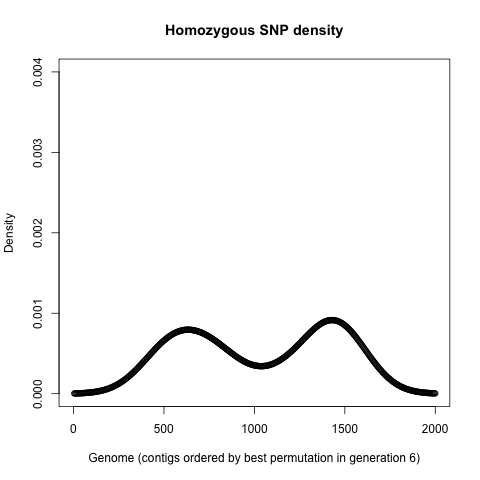 Homozygous SNP density
0.004
0.003
0.002
0.001
0.000
Density
0 500 1000 1500 2000
Genome (contigs ordered by best permutation in generation 6)